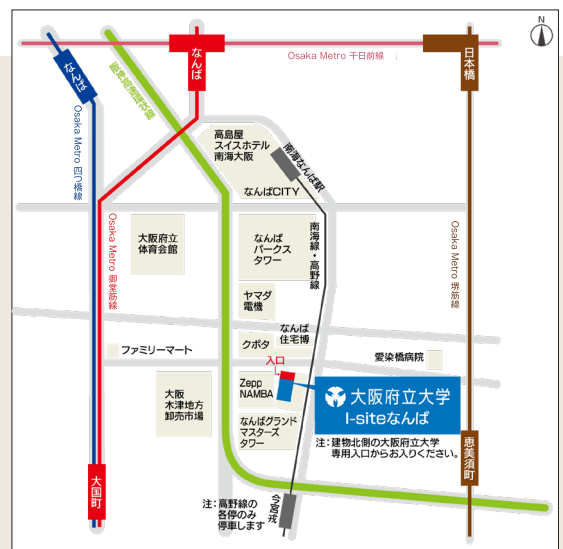 N
なんば
なんば
日本橋
Osaka Metro 千日前線
阪神高速環状線
高島屋
スイスホテル
南海大阪
南海なんば駅
なんばCITY
Osaka Metro 四つ橋線
Osaka Metro 御堂筋線
大阪府立
体育会館
なんば
パークス
タワー
南海線・高野線
Osaka Metro 堺筋線
ヤマダ
電機
なんば
住宅博
クボタ
ファミリーマート
入口
愛染橋病院
大阪
木津地方
卸売市場
Zepp
NAMBA
大阪府立大学
I-siteなんば
なんばグランド
マスターズ
タワー
注：建物北側の大阪府立大学
専用入口からお入りください。
恵美須町
大国町
注：高野線の
各停のみ
停車します
今宮戎